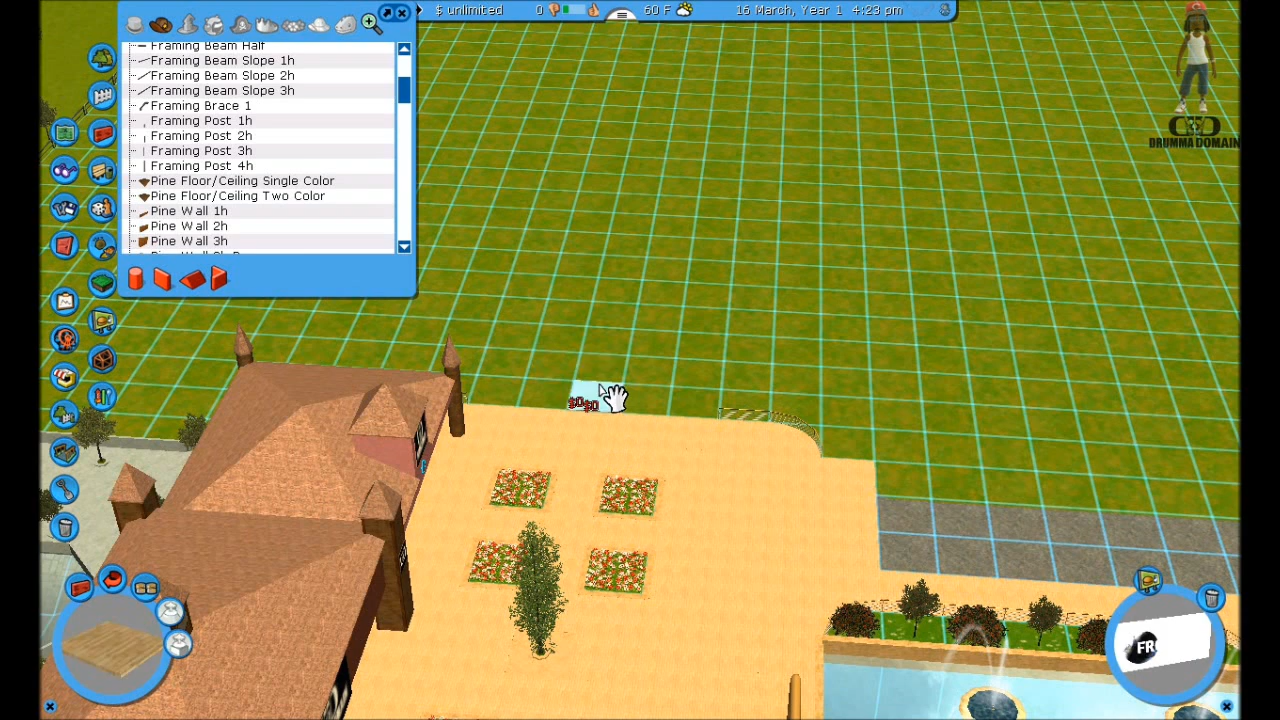 $ unlimited
0
60 F
16 March, Year 1 4:23 pm
Framing Beam Half
Framing Beam Slope 1h
Framing Beam Slope 2h
Framing Beam Slope 3h
Framing Brace 1
Framing Post 1h
Framing Post 2h
Framing Post 3h
Framing Post 4h
Pine Floor/Ceiling Single Color
Pine Floor/Ceiling Two Color
Pine Wall 1h
Pine Wall 2h
Pine Wall 3h
DRUMMA DOMAIN
$0 $0
FR